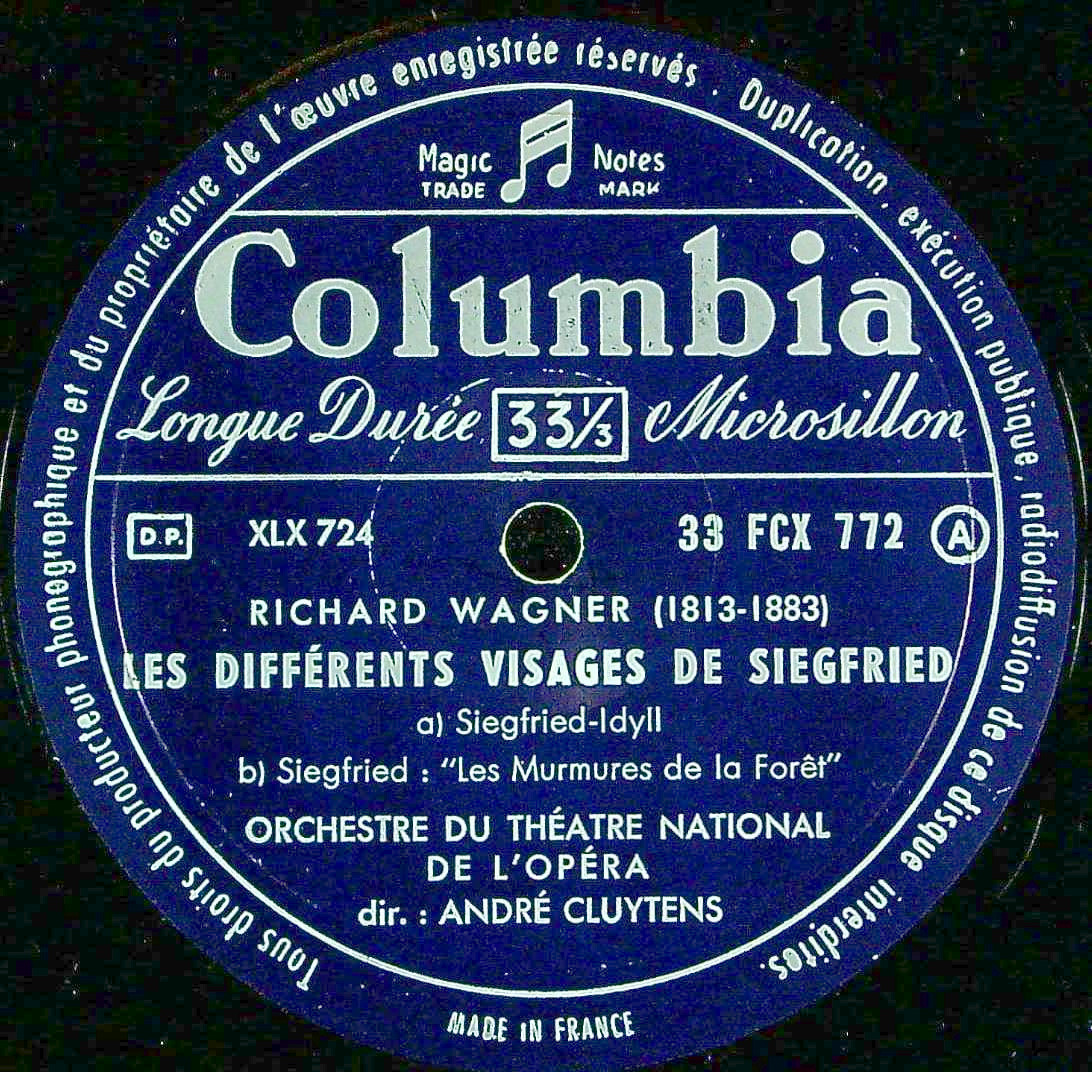 Tous droits du producteur phonographique et du propriétaire de l'œuvre enregistrée réservés . Duplication, exécution publique, radiodiffusion de ce disque interdites.
Magic Notes
TRADE MARK
Columbia
Longue Durée 33⅓ Microsillon
D.P. XLX 724 33 FCX 772 A
RICHARD WAGNER (1813-1883)
LES DIFFÉRENTS VISAGES DE SIEGFRIED
a) Siegfried-Idyll
b) Siegfried : "Les Murmures de la Forêt"
ORCHESTRE DU THÉATRE NATIONAL
DE L'OPÉRA
dir. : ANDRÉ CLUYTENS
MADE IN FRANCE